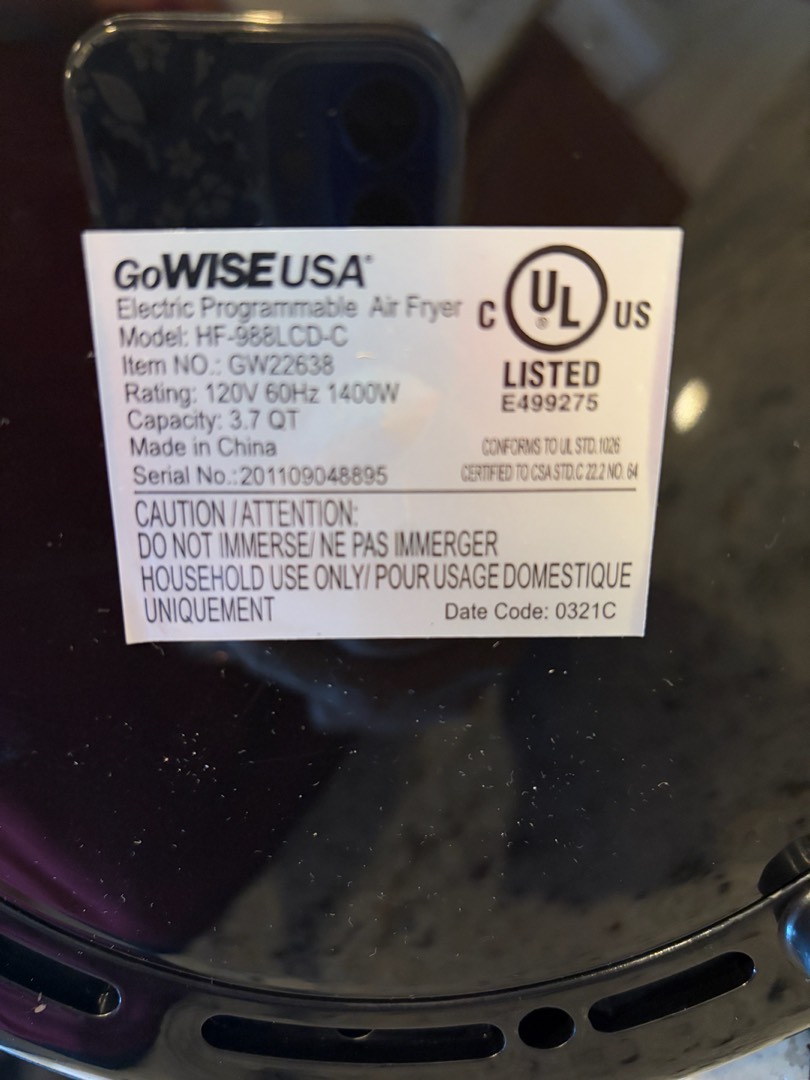 GoWISE USA®
Electric Programmable Air Fryer
Model: HF-988LCD-C
Item NO.: GW22638
Rating: 120V 60Hz 1400W
Capacity: 3.7 QT
Made in China
Serial No.:201109048895
C UL® US
LISTED
E499275
CONFORMS TO UL STD.1026
CERTIFIED TO CSA STD.C 22.2 NO. 64
CAUTION / ATTENTION:
DO NOT IMMERSE/ NE PAS IMMERGER
HOUSEHOLD USE ONLY/ POUR USAGE DOMESTIQUE
UNIQUEMENT
Date Code: 0321C